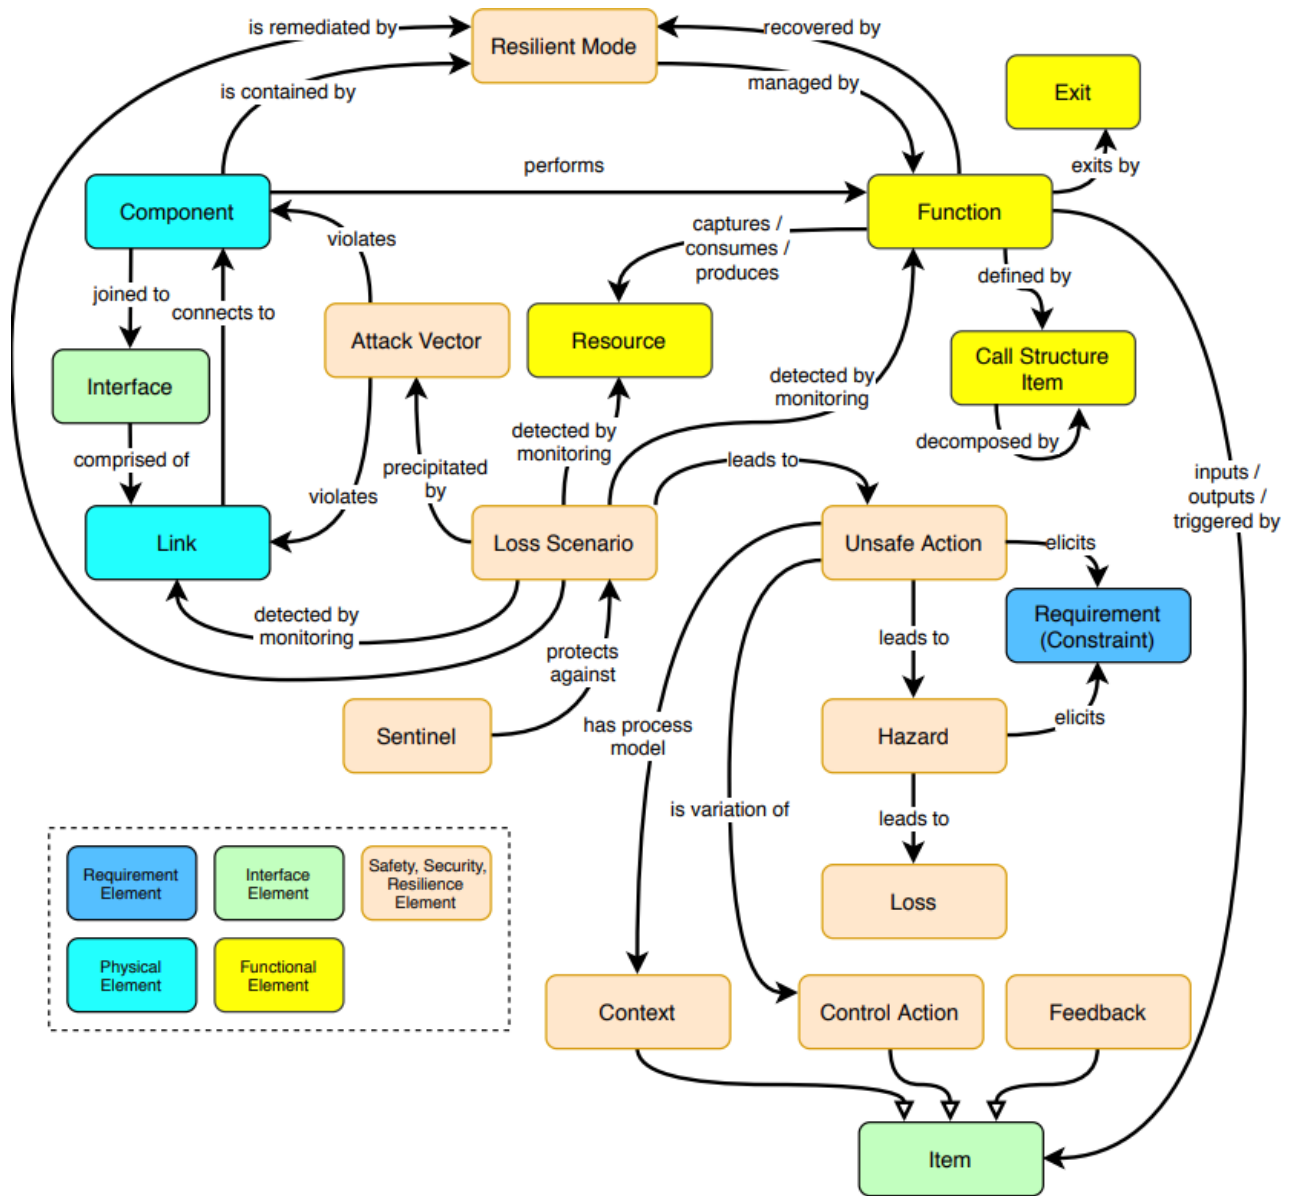 is remediated by
Resilient Mode
recovered by
is contained by
managed by
Exit
exits by
performs
Component
Function
violates
captures /
consumes /
produces
defined by
joined to
connects to
Attack Vector
Resource
Call Structure
Item
Interface
detected by
monitoring
decomposed by
detected by
monitoring
comprised of
precipitated
by
leads to
inputs /
outputs /
triggered by
violates
Link
Loss Scenario
Unsafe Action
elicits
Requirement
(Constraint)
detected by
monitoring
leads to
protects
against
Sentinel
has process
model
Hazard
elicits
is variation of
leads to
Requirement
Element
Interface
Element
Safety, Security,
Resilience
Element
Loss
Physical
Element
Functional
Element
Context
Control Action
Feedback
Item